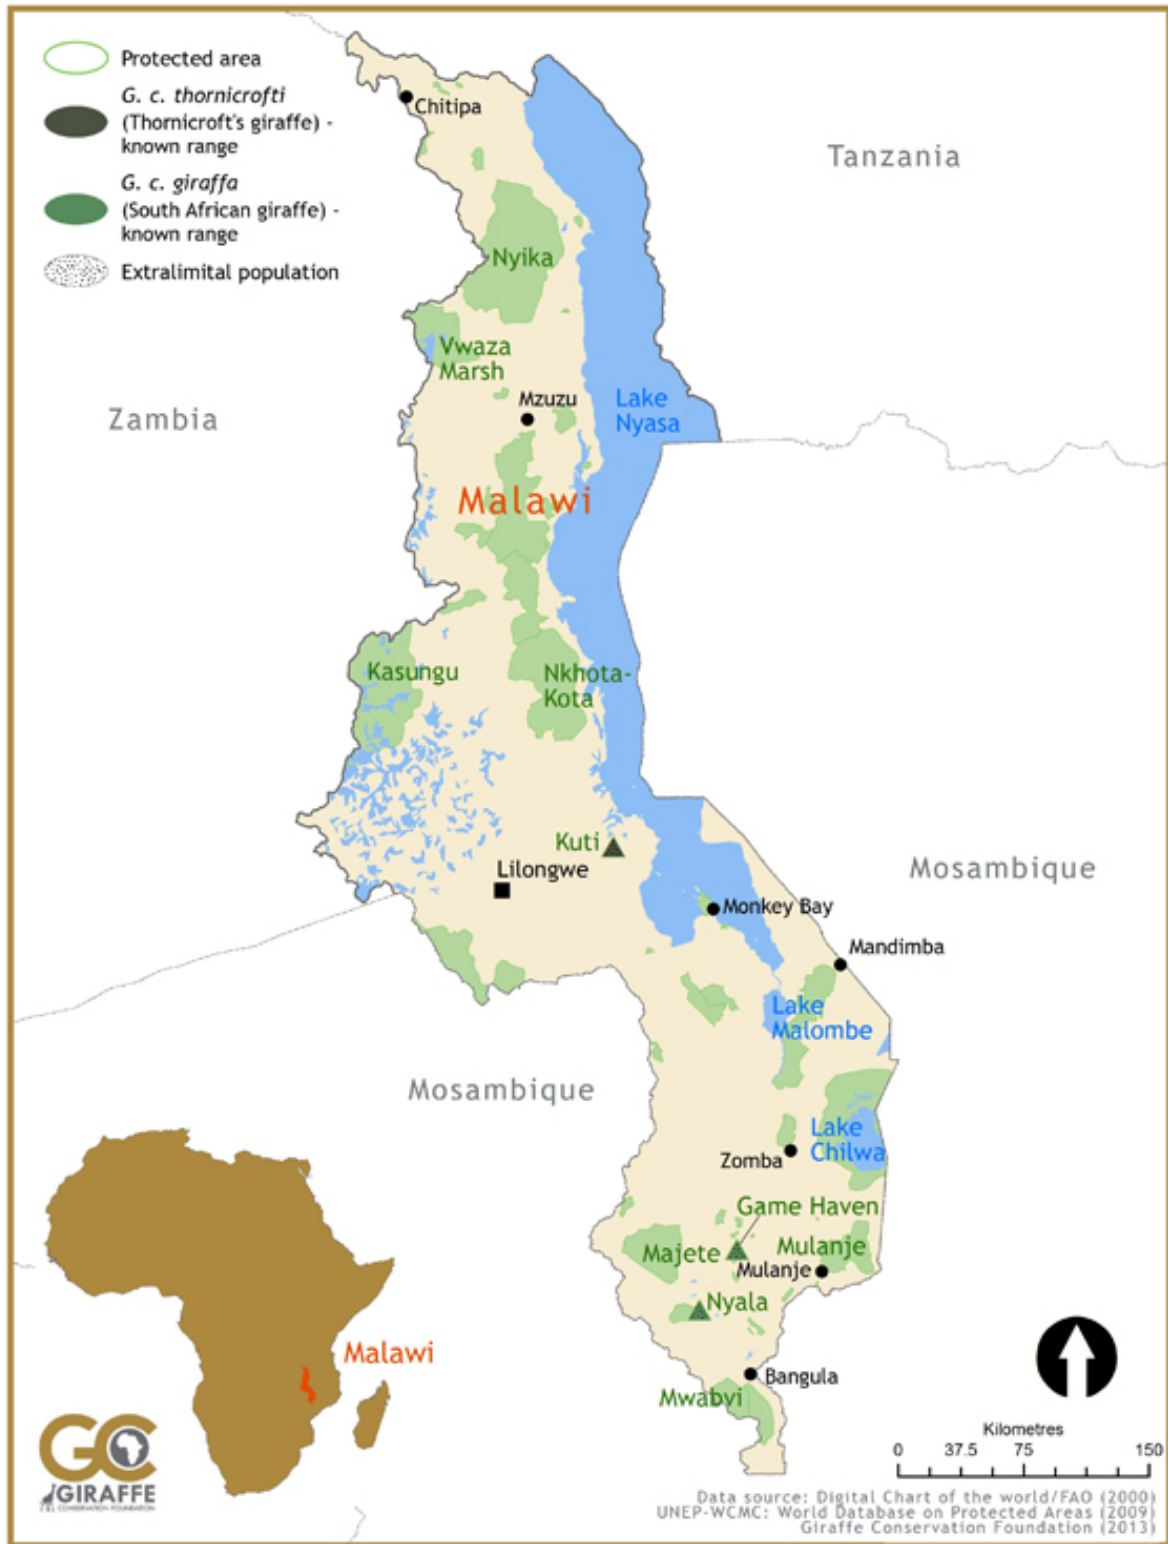 Protected area
G. c. thornicrofti
(Thornicroft's giraffe) -
known range
G. c. giraffa
(South African giraffe) -
known range
Extralimital population
Chitipa
Tanzania
Nyika
Vwaza
Marsh
Zambia
Mzuzu
Lake
Nyasa
Malawi
Kasungu
Nkhota-
Kota
Kuti
Lilongwe
Mosambique
Monkey Bay
Mandimba
Lake
Malombe
Mosambique
Lake
Chilwa
Zomba
Game Haven
Majete
Mulanje
Mulanje
Nyala
Malawi
Bangula
Mwabvi
GC
GIRAFFE
CONSERVATION FOUNDATION
Kilometres
0 37.5 75 150
Data source: Digital Chart of the world/FAO (2000)
UNEP-WCMC: World Database on Protected Areas (2009)
Giraffe Conservation Foundation (2013)